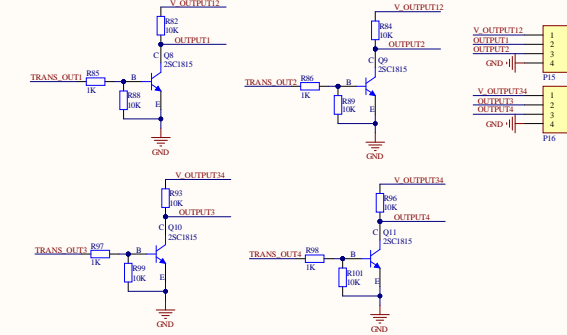 V_OUTPUT12
R82
10K
OUTPUT1
C Q8
2SC1815
TRANS_OUT1 R85 B
1K
R88
10K
E
GND
V_OUTPUT12
R84
10K
OUTPUT2
C Q9
2SC1815
TRANS_OUT2 R86 B
1K
R89
10K
E
GND
V_OUTPUT12 1
OUTPUT1 2
OUTPUT2 3
GND 4
P15
V_OUTPUT34 1
OUTPUT3 2
OUTPUT4 3
GND 4
P16
V_OUTPUT34
R93
10K
OUTPUT3
C Q10
2SC1815
TRANS_OUT3 R97 B
1K
R99
10K
E
GND
V_OUTPUT34
R96
10K
OUTPUT4
C Q11
2SC1815
TRANS_OUT4 R98 B
1K
R101
10K
E
GND